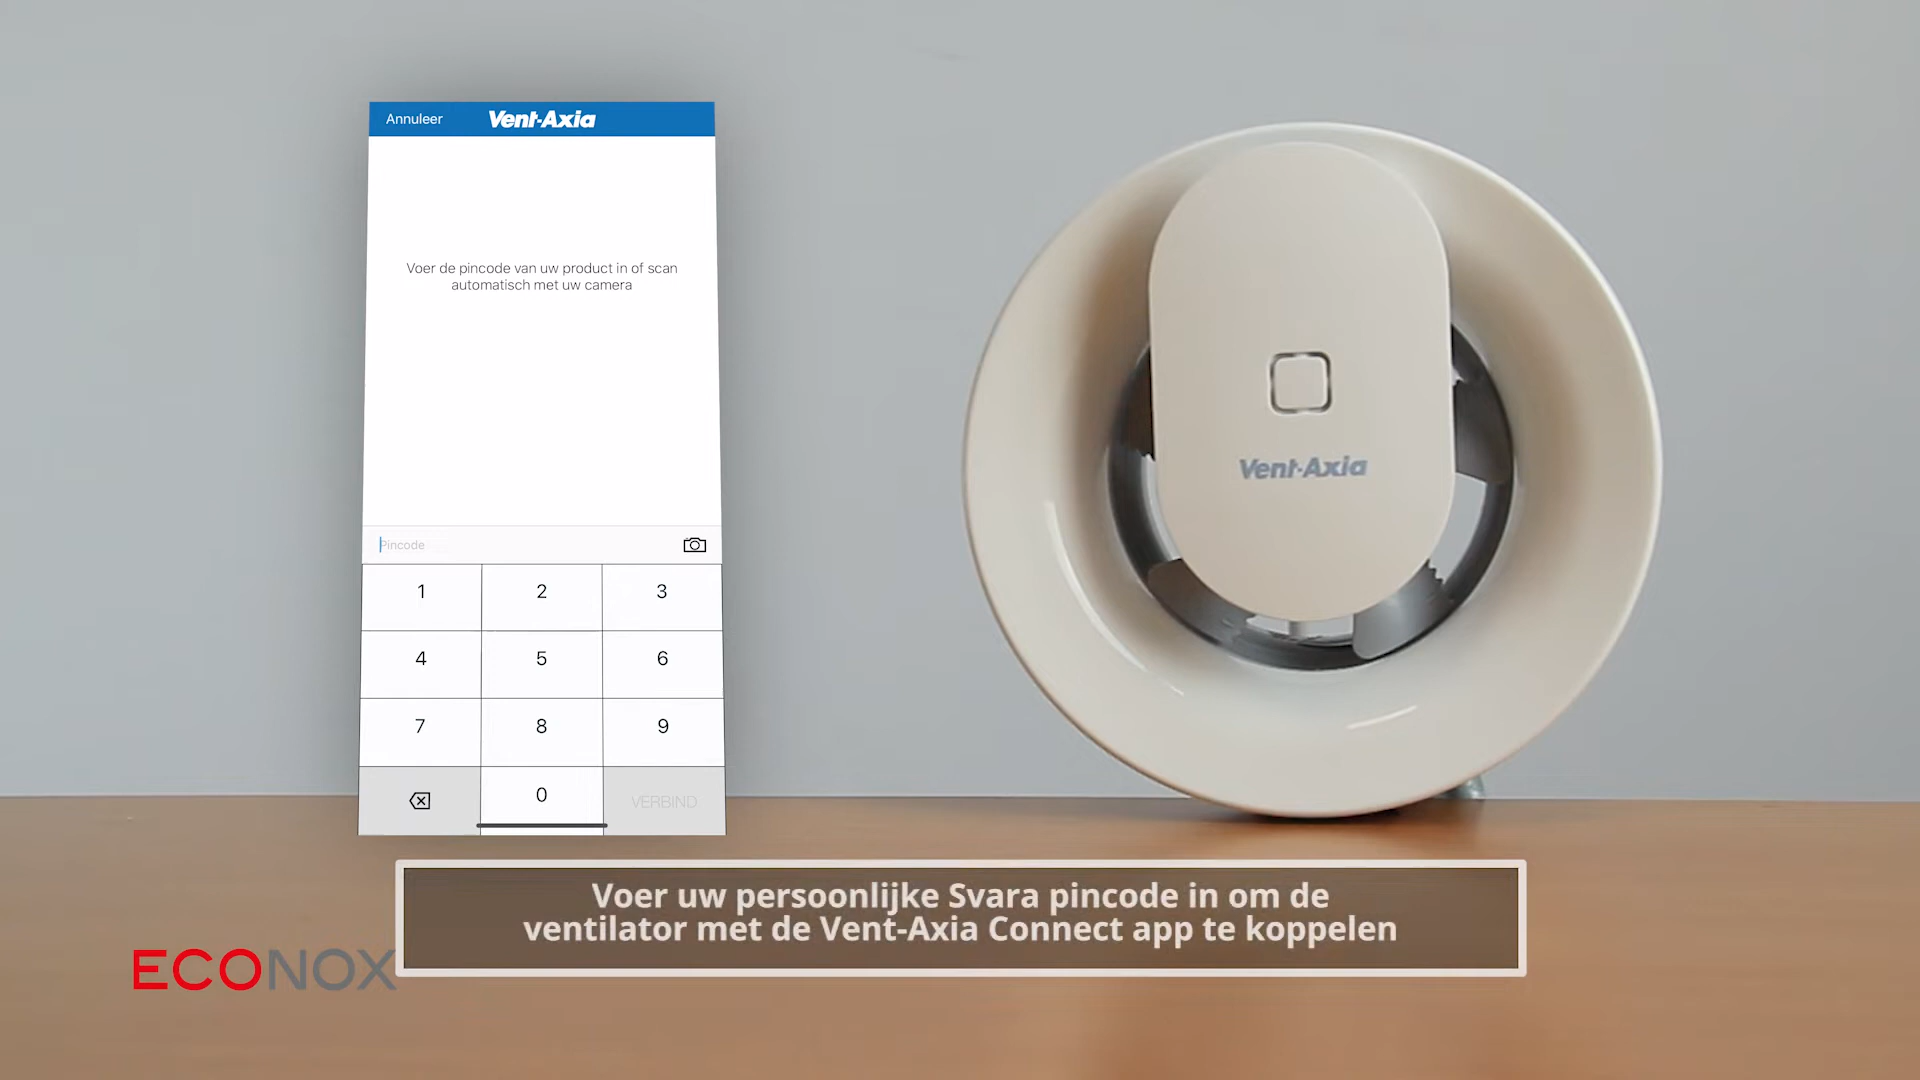 Annuleer
Vent-Axia
Voer de pincode van uw product in of scan
automatisch met uw camera
Pincode
1 2 3
4 5 6
7 8 9
0 VERBIND
Vent-Axia
Voer uw persoonlijke Svara pincode in om de
ventilator met de Vent-Axia Connect app te koppelen
ECONOX